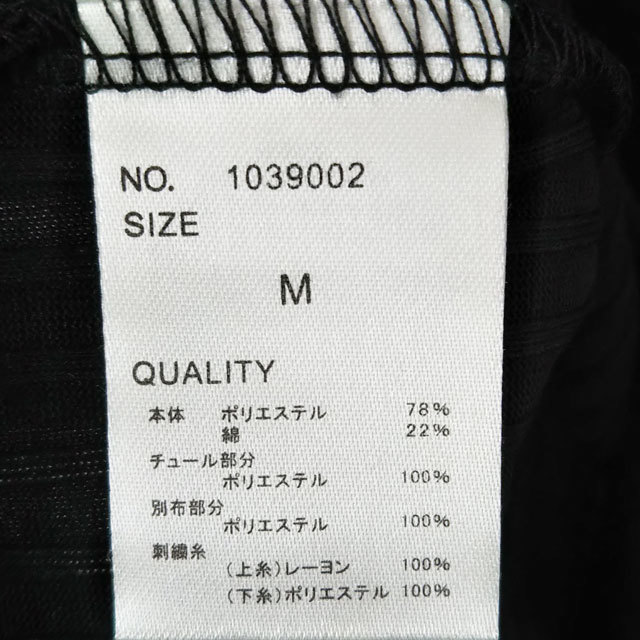 NO. 1039002
SIZE
M
QUALITY
本体 ポリエステル 78%
綿 22%
チュール部分
ポリエステル 100%
別布部分
ポリエステル 100%
刺繍糸
(上糸)レーヨン 100%
(下糸)ポリエステル 100%